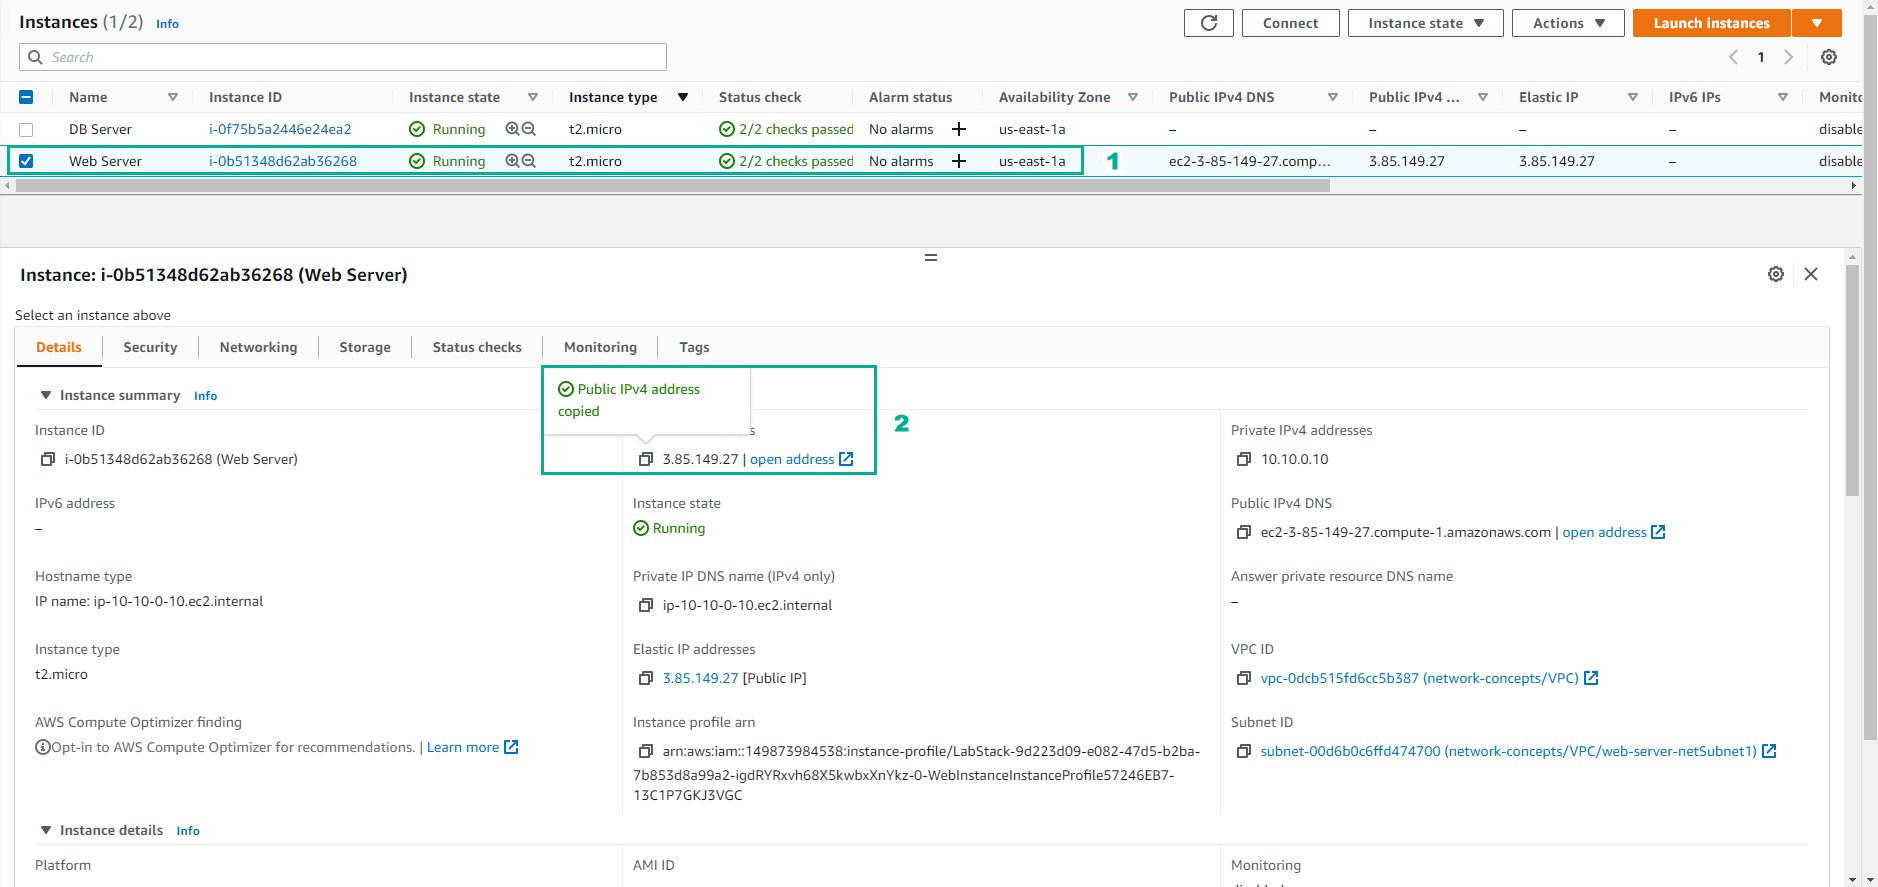 Instances (1/2) Info
Connect
Instance state
Actions
Launch instances
Search
1
Name Instance ID Instance state Instance type Status check Alarm status Availability Zone Public IPv4 DNS Public IPv4 ... Elastic IP IPv6 IPs Monito
DB Server i-0f75b5a2446e24ea2 Running t2.micro 2/2 checks passed No alarms + us-east-1a – – – – disable
Web Server i-0b51348d62ab36268 Running t2.micro 2/2 checks passed No alarms + us-east-1a 1 ec2-3-85-149-27.comp... 3.85.149.27 3.85.149.27 – disable
Instance: i-0b51348d62ab36268 (Web Server)
Select an instance above
Details Security Networking Storage Status checks Monitoring Tags
Instance summary Info
Public IPv4 address
copied
2
Instance ID
i-0b51348d62ab36268 (Web Server)
s
3.85.149.27 | open address
Private IPv4 addresses
10.10.0.10
IPv6 address
–
Instance state
Running
Public IPv4 DNS
ec2-3-85-149-27.compute-1.amazonaws.com | open address
Hostname type
IP name: ip-10-10-0-10.ec2.internal
Private IP DNS name (IPv4 only)
ip-10-10-0-10.ec2.internal
Answer private resource DNS name
–
Instance type
t2.micro
Elastic IP addresses
3.85.149.27 [Public IP]
VPC ID
vpc-0dcb515fd6cc5b387 (network-concepts/VPC)
AWS Compute Optimizer finding
Opt-in to AWS Compute Optimizer for recommendations. | Learn more
Instance profile arn
arn:aws:iam::149873984538:instance-profile/LabStack-9d223d09-e082-47d5-b2ba-
7b853d8a99a2-igdRYRxvh68X5kwbxXnYkz-0-WebInstanceInstanceProfile57246EB7-
13C1P7GKJ3VGC
Subnet ID
subnet-00d6b0c6ffd474700 (network-concepts/VPC/web-server-netSubnet1)
Instance details Info
Platform
AMI ID
Monitoring